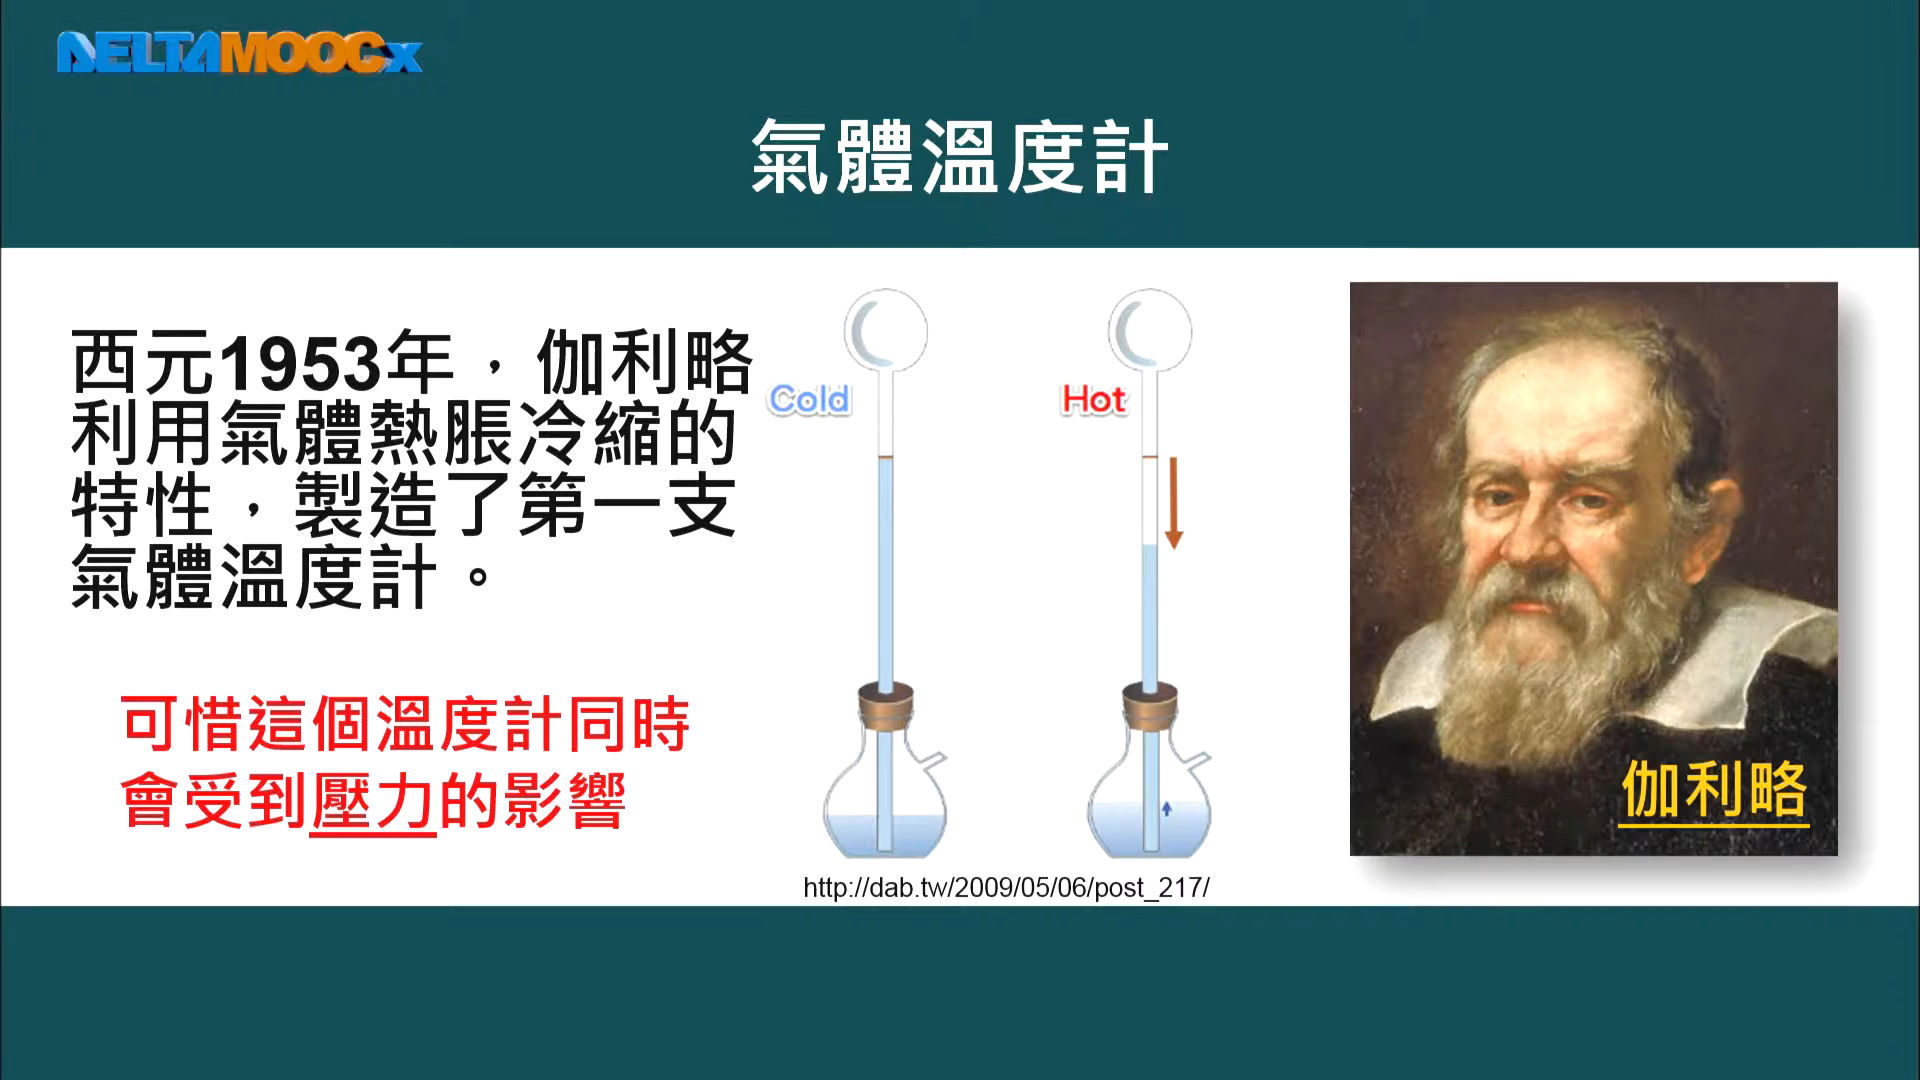 DELTAMOOCx
氣體溫度計
西元1953年，伽利略
利用氣體熱脹冷縮的
特性，製造了第一支
氣體溫度計。
可惜這個溫度計同時
會受到壓力的影響
Cold
Hot
http://dab.tw/2009/05/06/post_217/
伽利略